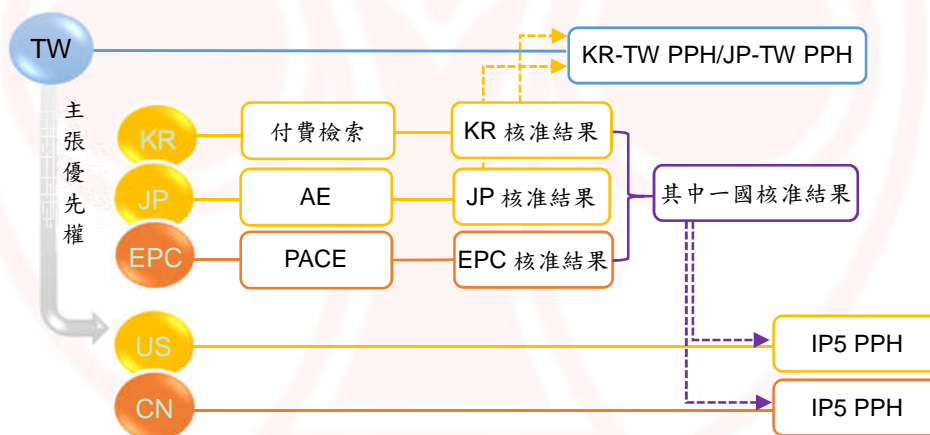 TW
KR-TW PPH/JP-TW PPH
主張優先權
KR
付費檢索
KR 核准結果
JP
AE
JP 核准結果
其中一國核准結果
EPC
PACE
EPC 核准結果
US
IP5 PPH
CN
IP5 PPH